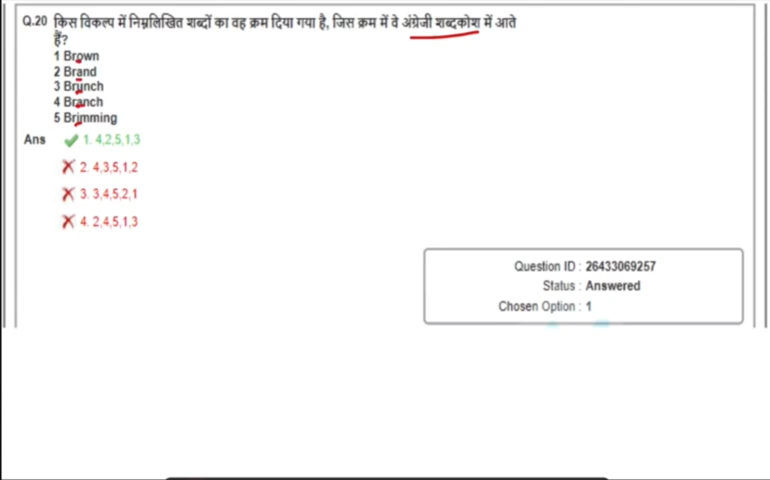 Q.20 किस विकल्प में निम्नलिखित शब्दों का वह क्रम दिया गया है, जिस क्रम में वे अंग्रेजी शब्दकोश में आते
हैं?
1 Brown
2 Brand
3 Brunch
4 Branch
5 Brimming
Ans 1. 4,2,5,1,3
2. 4,3,5,1,2
3. 3,4,5,2,1
4. 2,4,5,1,3
Question ID : 26433069257
Status : Answered
Chosen Option : 1